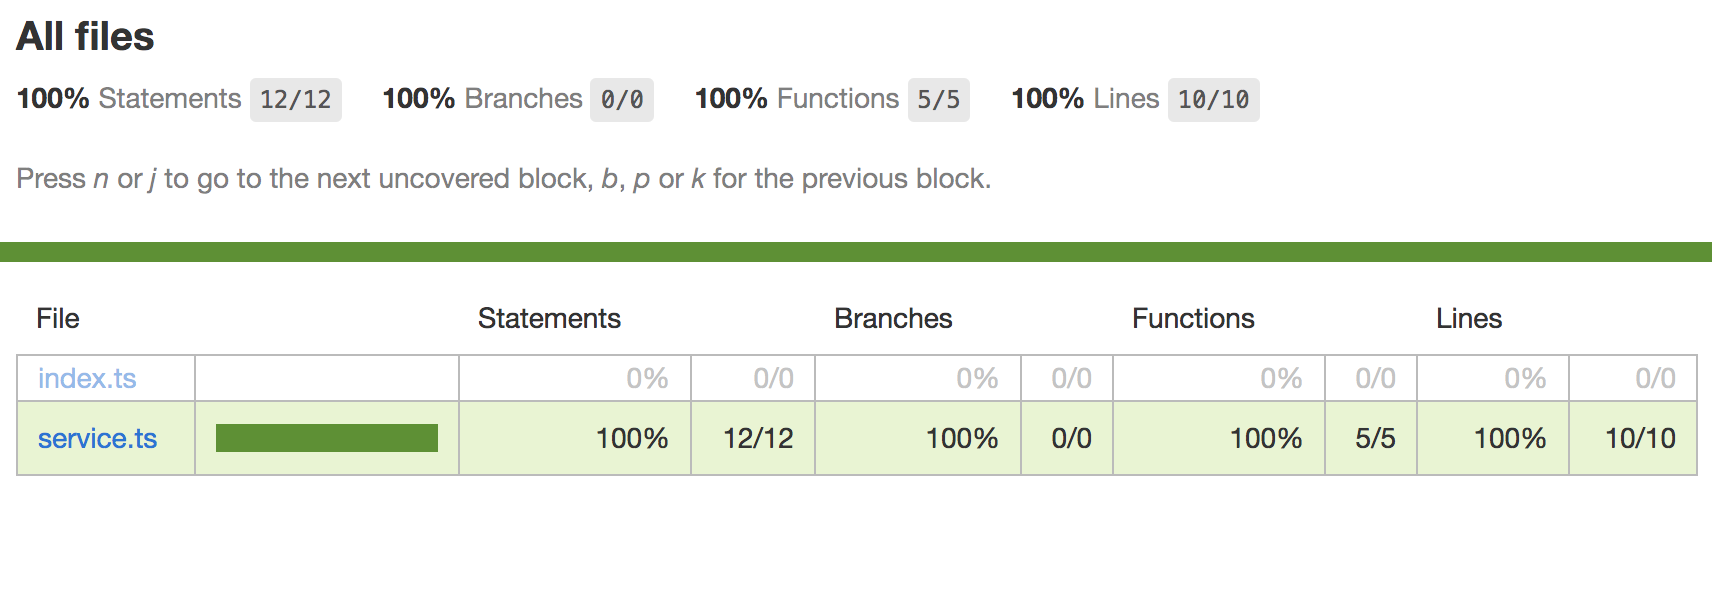 All files
100% Statements 12/12 100% Branches 0/0 100% Functions 5/5 100% Lines 10/10
Press n or j to go to the next uncovered block, b, p or k for the previous block.
File Statements Branches Functions Lines
index.ts 0% 0/0 0% 0/0 0% 0/0 0% 0/0
service.ts 100% 12/12 100% 0/0 100% 5/5 100% 10/10